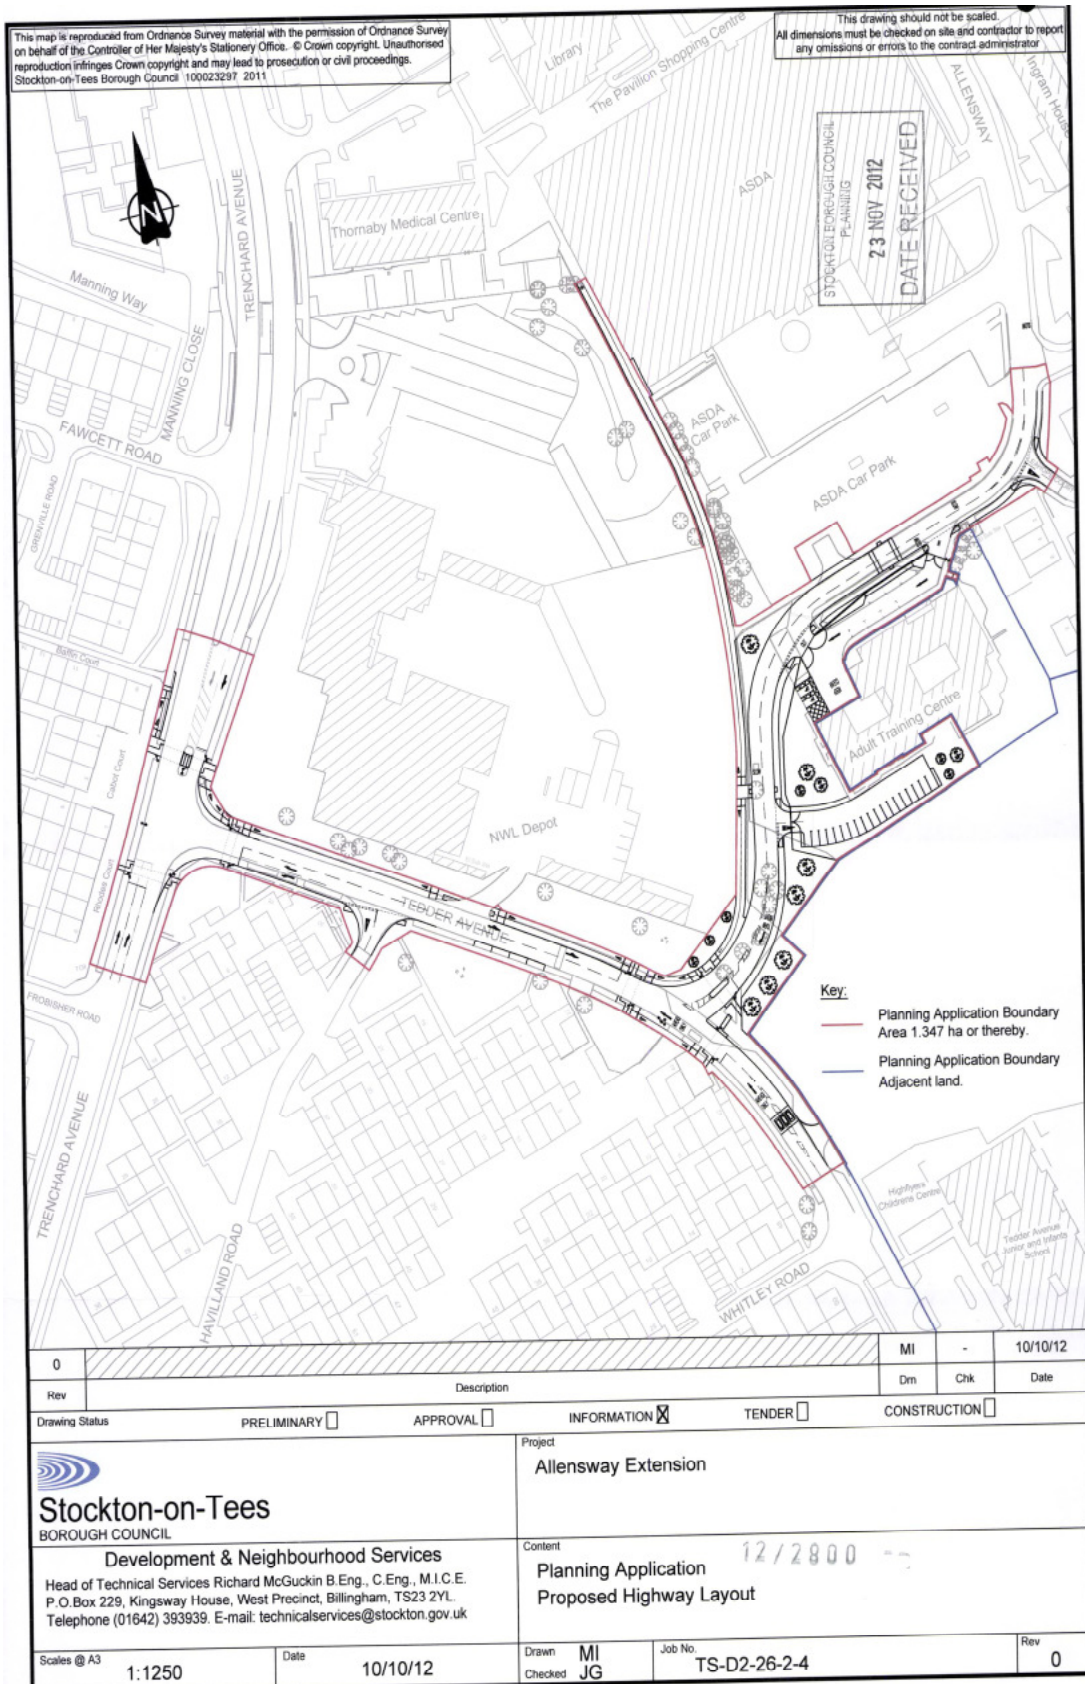 This map is reproduced from Ordnance Survey material with the permission of Ordnance Survey
on behalf of the Controller of Her Majesty's Stationery Office. © Crown copyright. Unauthorised
reproduction infringes Crown copyright and may lead to prosecution or civil proceedings.
Stockton-on-Tees Borough Council 100023297 2011
This drawing should not be scaled.
All dimensions must be checked on site and contractor to report
any omissions or errors to the contract administrator
Library
The Pavilion Shopping Centre
ALLENSWAY
Ingram House
ASDA
STOCKTON BOROUGH COUNCIL
PLANNING
23 NOV 2012
DATE RECEIVED
N
TRENCHARD AVENUE
Thornaby Medical Centre
Manning Way
MANNING CLOSE
FAWCETT ROAD
GRENVILLE ROAD
ASDA
Car Park
ASDA Car Park
Baffin Court
Cabot Court
Rhodes Court
Adult Training Centre
NWL Depot
TEDDER AVENUE
FROBISHER ROAD
TRENCHARD AVENUE
HAVILLAND ROAD
WHITLEY ROAD
Key:
Planning Application Boundary
Area 1.347 ha or thereby.
Planning Application Boundary
Adjacent land.
Highflyers
Childrens Centre
Tedder Avenue
Junior and Infants
School
0
MI
-
10/10/12
Rev
Description
Drn
Chk
Date
Drawing Status
PRELIMINARY
APPROVAL
INFORMATION X
TENDER
CONSTRUCTION
Stockton-on-Tees
BOROUGH COUNCIL
Project
Allensway Extension
Development & Neighbourhood Services
Head of Technical Services Richard McGuckin B.Eng., C.Eng., M.I.C.E.
P.O.Box 229, Kingsway House, West Precinct, Billingham, TS23 2YL.
Telephone (01642) 393939. E-mail: technicalservices@stockton.gov.uk
Content
12/2800 --
Planning Application
Proposed Highway Layout
Scales @ A3
1:1250
Date
10/10/12
Drawn MI
Checked JG
Job No.
TS-D2-26-2-4
Rev
0